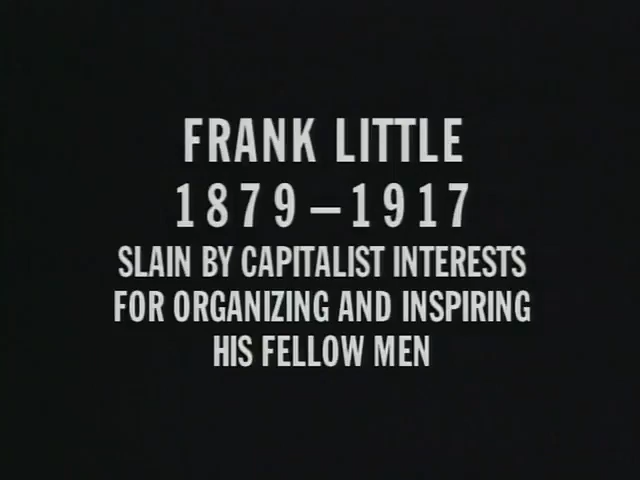 FRANK LITTLE
1879–1917
SLAIN BY CAPITALIST INTERESTS
FOR ORGANIZING AND INSPIRING
HIS FELLOW MEN